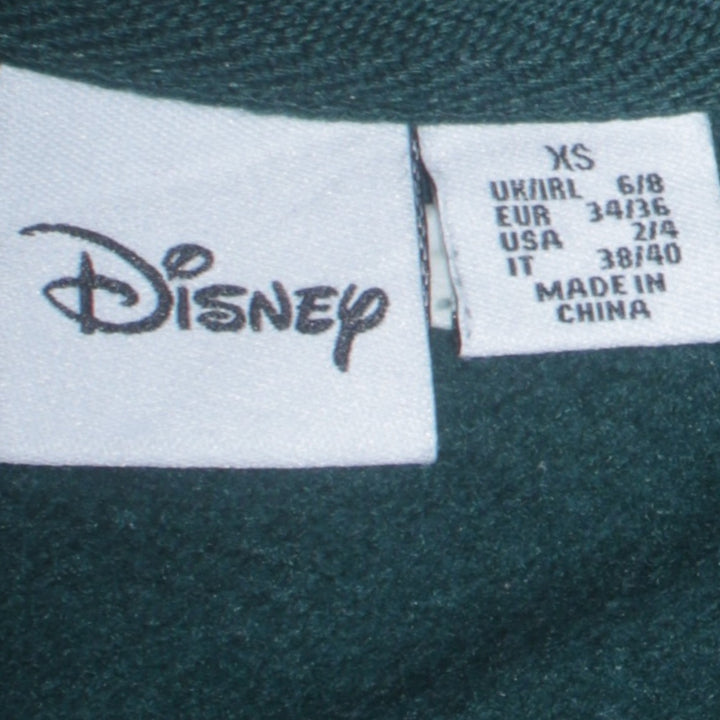 Disney
XS
UK/IRL 6/8
EUR 34/36
USA 2/4
IT 38/40
MADE IN
CHINA